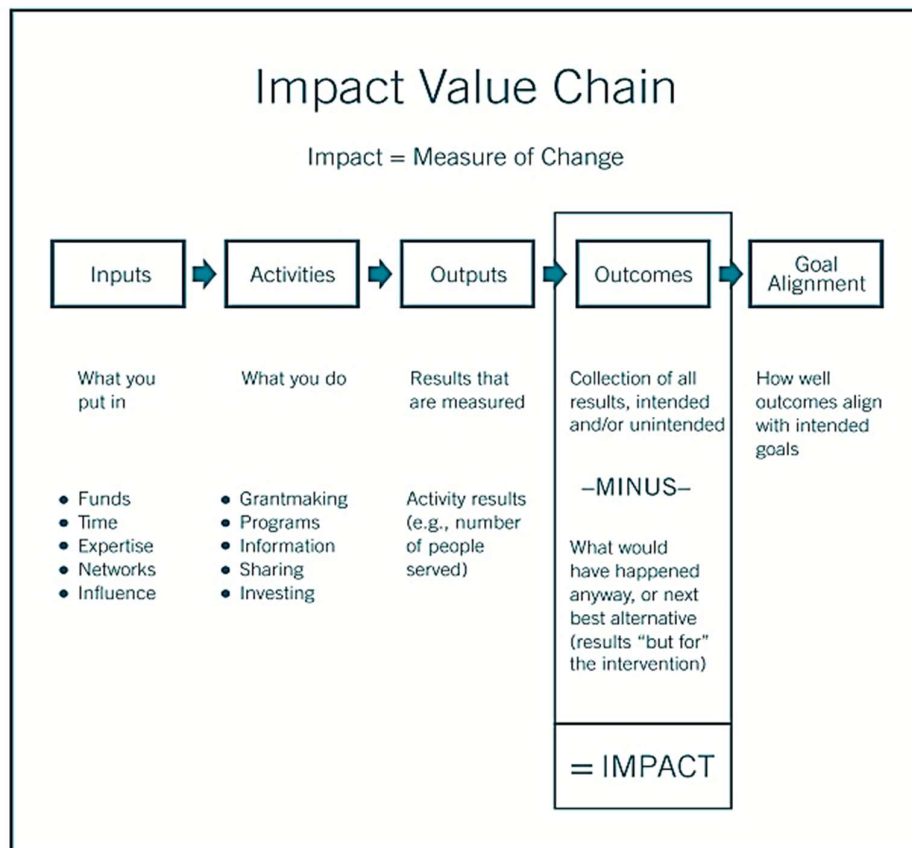 Impact Value Chain
Impact = Measure of Change
Inputs
Activities
Outputs
Outcomes
Goal
Alignment
What you
put in
What you do
Results that
are measured
Collection of all
results, intended
and/or unintended
How well
outcomes align
with intended
goals
• Funds
• Time
• Expertise
• Networks
• Influence
• Grantmaking
• Programs
• Information
• Sharing
• Investing
Activity results
(e.g., number
of people
served)
–MINUS–
What would
have happened
anyway, or next
best alternative
(results “but for”
the intervention)
= IMPACT